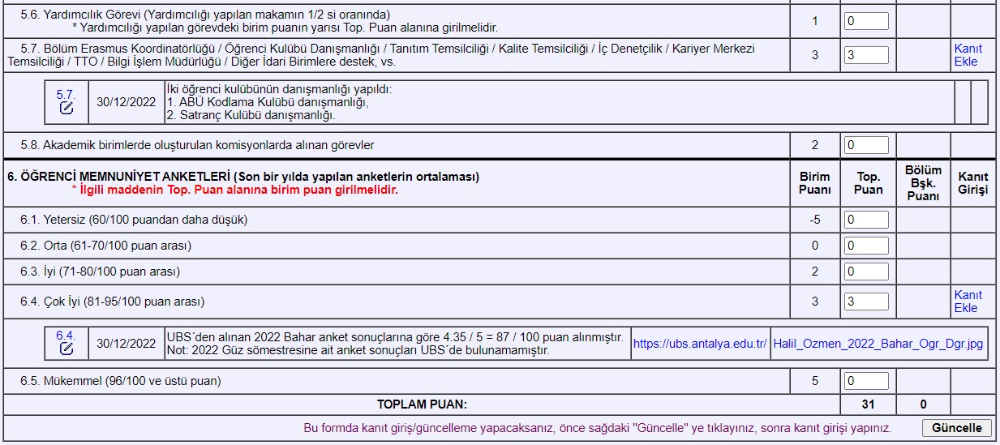 5.6. Yardımcılık Görevi (Yardımcılığı yapılan makamın 1/2 si oranında)
* Yardımcılığı yapılan görevdeki birim puanın yarısı Top. Puan alanına girilmelidir.
1
0
5.7. Bölüm Erasmus Koordinatörlüğü / Öğrenci Kulübü Danışmanlığı / Tanıtım Temsilciliği / Kalite Temsilciliği / İç Denetçilik / Kariyer Merkezi
Temsilciliği / TTO / Bilgi İşlem Müdürlüğü / Diğer İdari Birimlere destek, vs.
3
3
Kanıt
Ekle
5.7.
30/12/2022
İki öğrenci kulübünün danışmanlığı yapıldı:
1. ABÜ Kodlama Kulübü danışmanlığı,
2. Satranç Kulübü danışmanlığı.
5.8. Akademik birimlerde oluşturulan komisyonlarda alınan görevler
2
0
6. ÖĞRENCİ MEMNUNİYET ANKETLERİ (Son bir yılda yapılan anketlerin ortalaması)
* İlgili maddenin Top. Puan alanına birim puan girilmelidir.
Birim
Puanı
Top.
Puan
Bölüm
Bşk.
Puanı
Kanıt
Girişi
6.1. Yetersiz (60/100 puandan daha düşük)
-5
0
6.2. Orta (61-70/100 puan arası)
0
0
6.3. İyi (71-80/100 puan arası)
2
0
6.4. Çok İyi (81-95/100 puan arası)
3
3
Kanıt
Ekle
6.4.
30/12/2022
UBS´den alınan 2022 Bahar anket sonuçlarına göre 4.35 / 5 = 87 / 100 puan alınmıştır.
Not: 2022 Güz sömestresine ait anket sonuçları UBS´de bulunamamıştır.
https://ubs.antalya.edu.tr/
Halil_Ozmen_2022_Bahar_Ogr_Dgr.jpg
6.5. Mükemmel (96/100 ve üstü puan)
5
0
TOPLAM PUAN:
31
0
Bu formda kanıt giriş/güncelleme yapacaksanız, önce sağdaki "Güncelle" ye tıklayınız, sonra kanıt girişi yapınız.
Güncelle